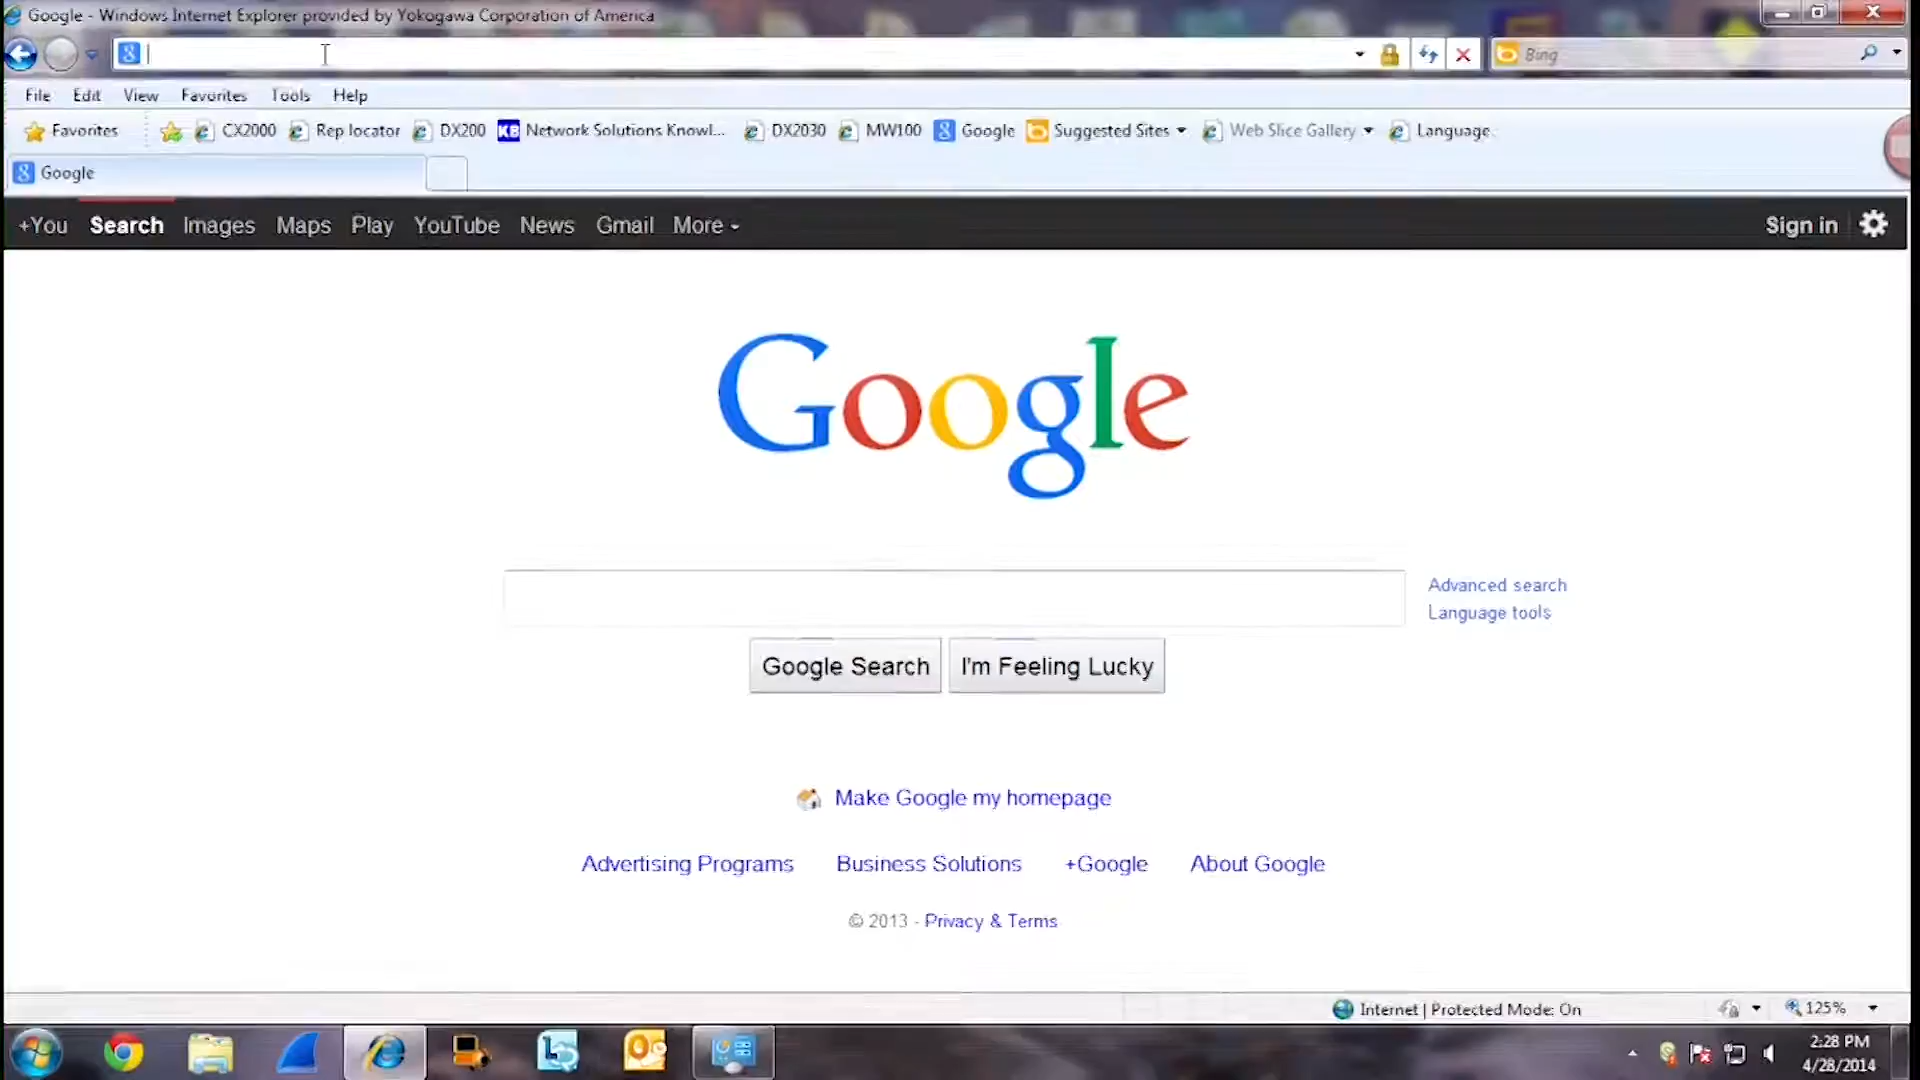 Google - Windows Internet Explorer provided by Yokogawa Corporation of America
Bing
File Edit View Favorites Tools Help
Favorites CX2000 Rep locator DX200 KB Network Solutions Knowl... DX2030 MW100 8 Google Suggested Sites Web Slice Gallery Language
8 Google
+You Search Images Maps Play YouTube News Gmail More Sign in
Google
Advanced search
Language tools
Google Search I'm Feeling Lucky
Make Google my homepage
Advertising Programs Business Solutions +Google About Google
© 2013 - Privacy & Terms
Internet | Protected Mode: On 125%
2:28 PM
4/28/2014